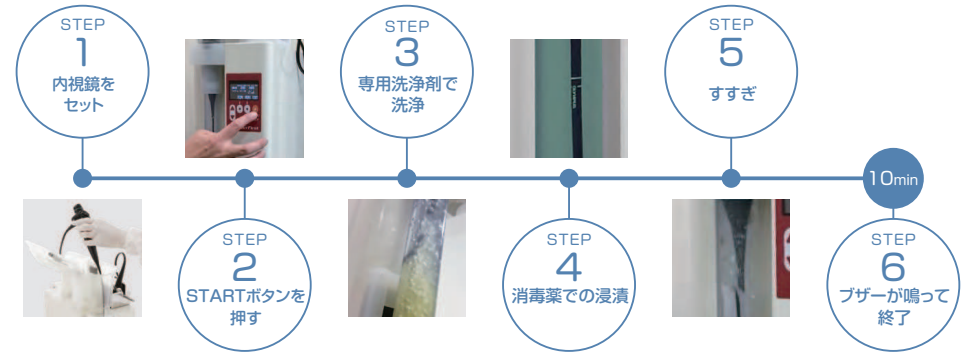 STEP
1
内視鏡を
セット
STEP
2
STARTボタンを
押す
STEP
3
専用洗浄剤で
洗浄
STEP
4
消毒薬での浸漬
STEP
5
すすぎ
10min
STEP
6
ブザーが鳴って
終了